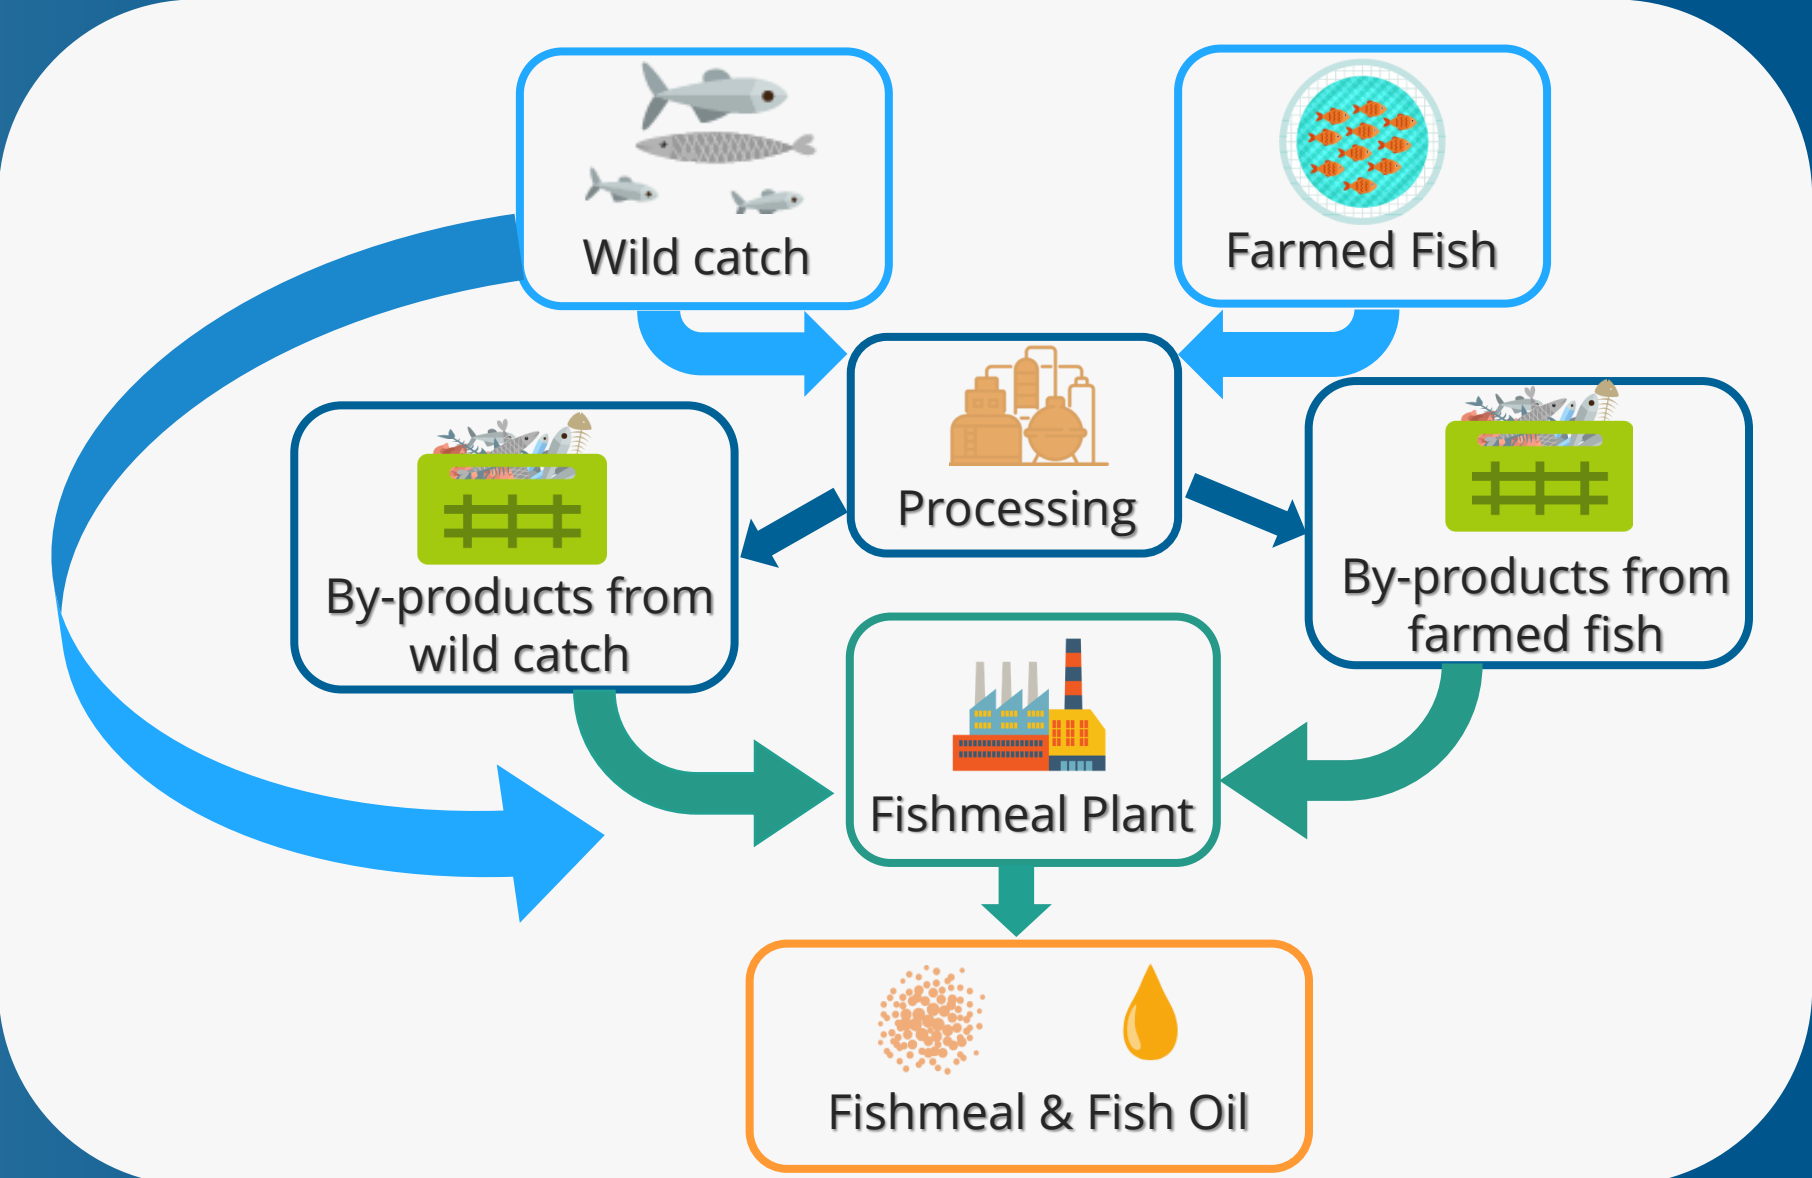 Wild catch
Farmed Fish
Processing
By-products from
wild catch
By-products from
farmed fish
Fishmeal Plant
Fishmeal & Fish Oil